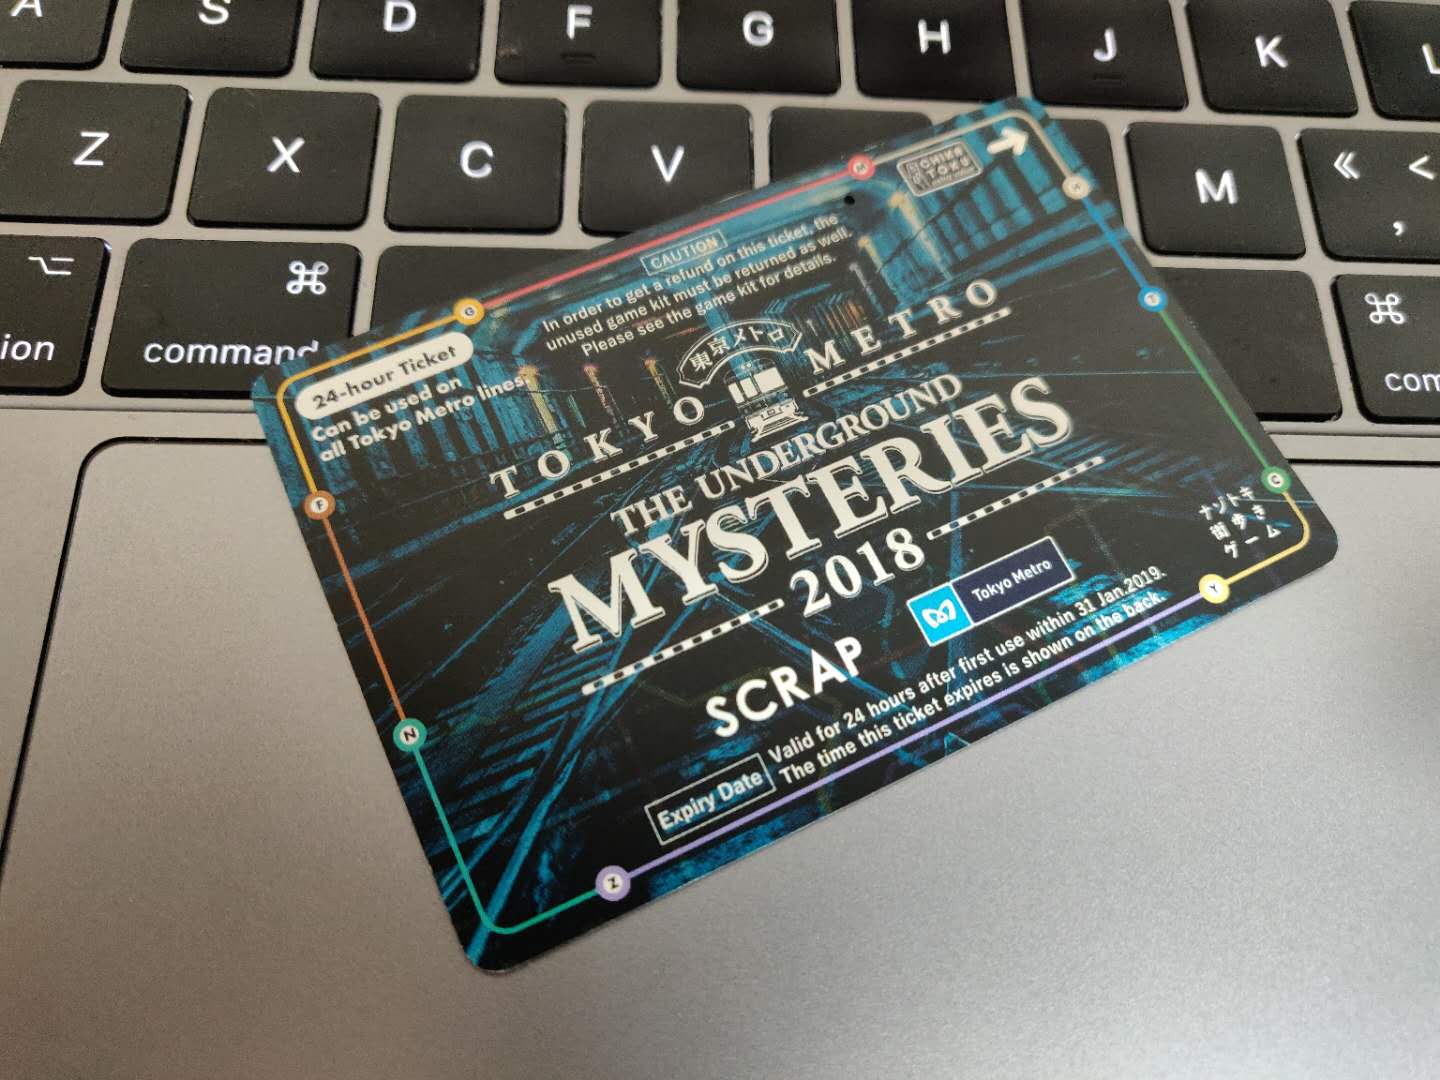 A S D F G H J K L
Z X C V M « <
,
⌥ ⌘ ⌘
command
CHIKA
TOKU
→
CAUTION
In order to get a refund on this ticket, the
unused game kit must be returned as well.
Please see the game kit for details.
24-hour Ticket
Can be used on
all Tokyo Metro lines.
東京メトロ
TOKYO METRO
THE UNDERGROUND
MYSTERIES
2018
ナゾトキ
街歩き
ゲーム
SCRAP
Tokyo Metro
Expiry Date
Valid for 24 hours after first use within 31 Jan.2019.
The time this ticket expires is shown on the back.
G
M
H
T
C
Y
Z
N
F